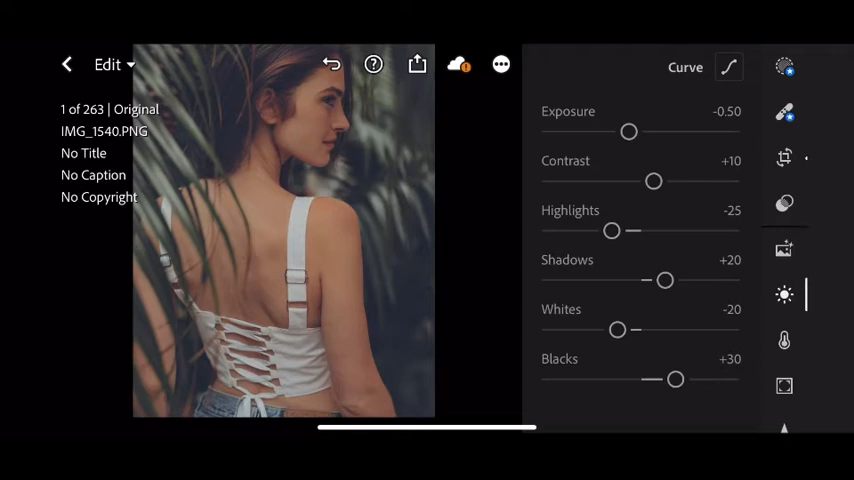 Edit
Curve
1 of 263 | Original
IMG_1540.PNG
No Title
No Caption
No Copyright
Exposure -0.50
Contrast +10
Highlights -25
Shadows +20
Whites -20
Blacks +30